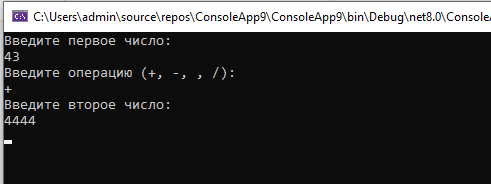 C:\Users\admin\source\repos\ConsoleApp9\ConsoleApp9\bin\Debug\net8.0\ConsoleA
Введите первое число:
43
Введите операцию (+, -, , /):
+
Введите второе число:
4444